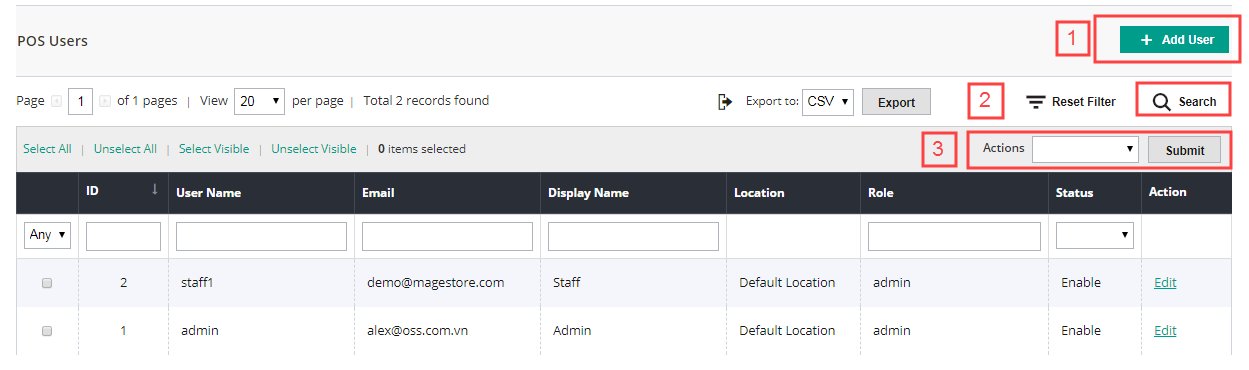 POS Users
1
+ Add User
Page 1 of 1 pages | View 20 per page | Total 2 records found
Export to: CSV Export
2
Reset Filter
Search
Select All | Unselect All | Select Visible | Unselect Visible | 0 items selected
3
Actions Submit
ID ↓ User Name Email Display Name Location Role Status Action
Any
2 staff1 demo@magestore.com Staff Default Location admin Enable Edit
1 admin alex@oss.com.vn Admin Default Location admin Enable Edit